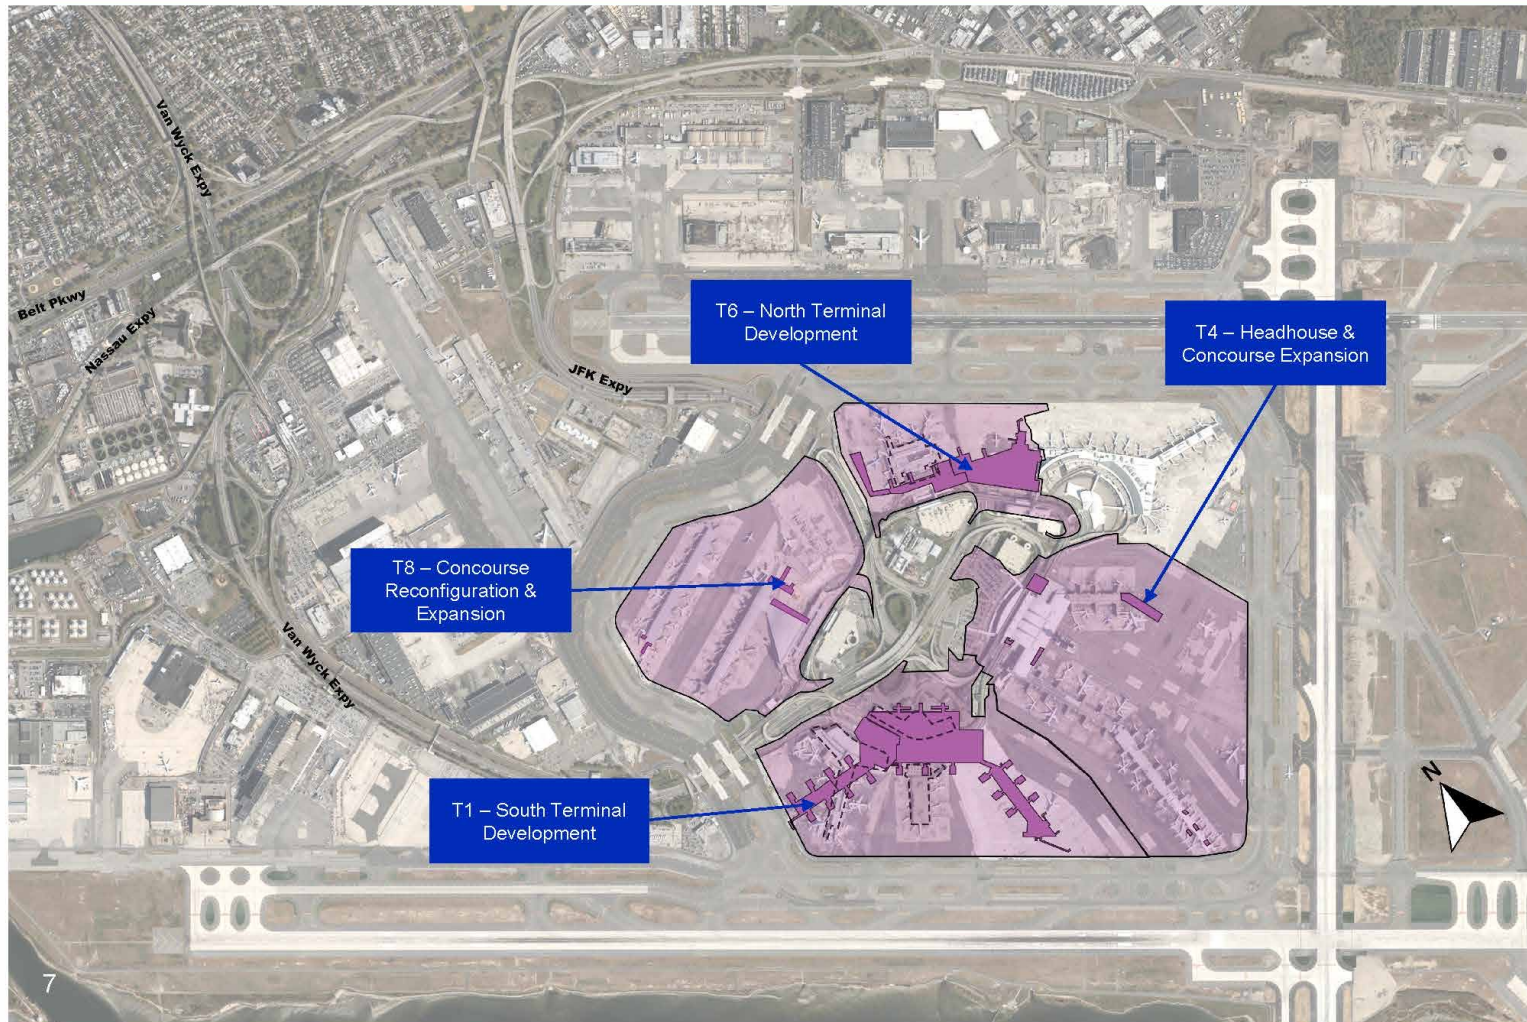 Van Wyck Expy
Belt Pkwy
Nassau Expy
JFK Expy
T6 – North Terminal
Development
T4 – Headhouse &
Concourse Expansion
T8 – Concourse
Reconfiguration &
Expansion
Van Wyck Expy
T1 – South Terminal
Development
N
7